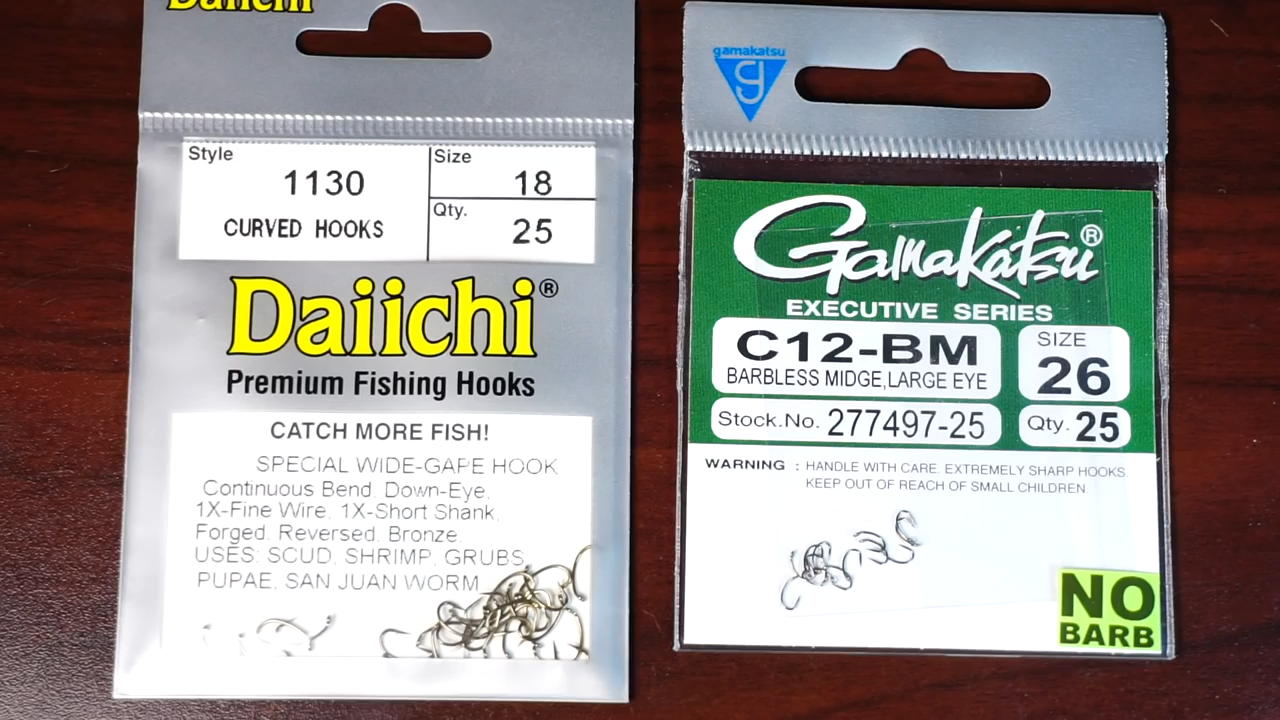 Daiichi
Style
1130
CURVED HOOKS
Size
18
Qty.
25
Daiichi®
Premium Fishing Hooks
CATCH MORE FISH!
SPECIAL WIDE-GAPE HOOK
Continuous Bend, Down-Eye,
1X-Fine Wire, 1X-Short Shank,
Forged, Reversed, Bronze.
USES: SCUD, SHRIMP, GRUBS,
PUPAE, SAN JUAN WORM
gamakatsu
g
Gamakatsu®
EXECUTIVE SERIES
C12-BM
BARBLESS MIDGE,LARGE EYE
SIZE
26
Stock.No. 277497-25
Qty. 25
WARNING : HANDLE WITH CARE. EXTREMELY SHARP HOOKS.
KEEP OUT OF REACH OF SMALL CHILDREN.
NO
BARB